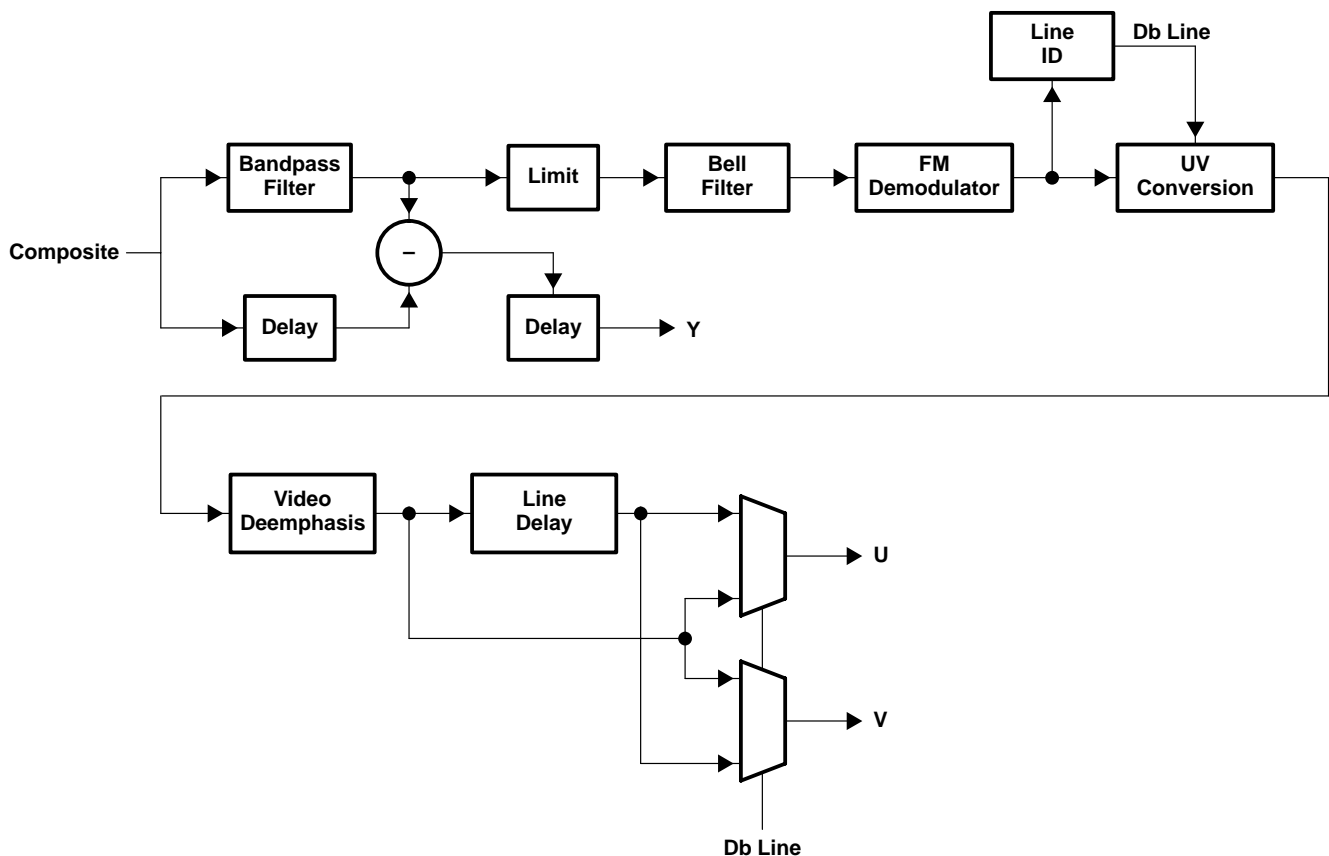 Line
ID
Db Line
Bandpass
Filter
Limit
Bell
Filter
FM
Demodulator
UV
Conversion
Composite
–
Delay
Delay
Y
Video
Deemphasis
Line
Delay
U
V
Db Line